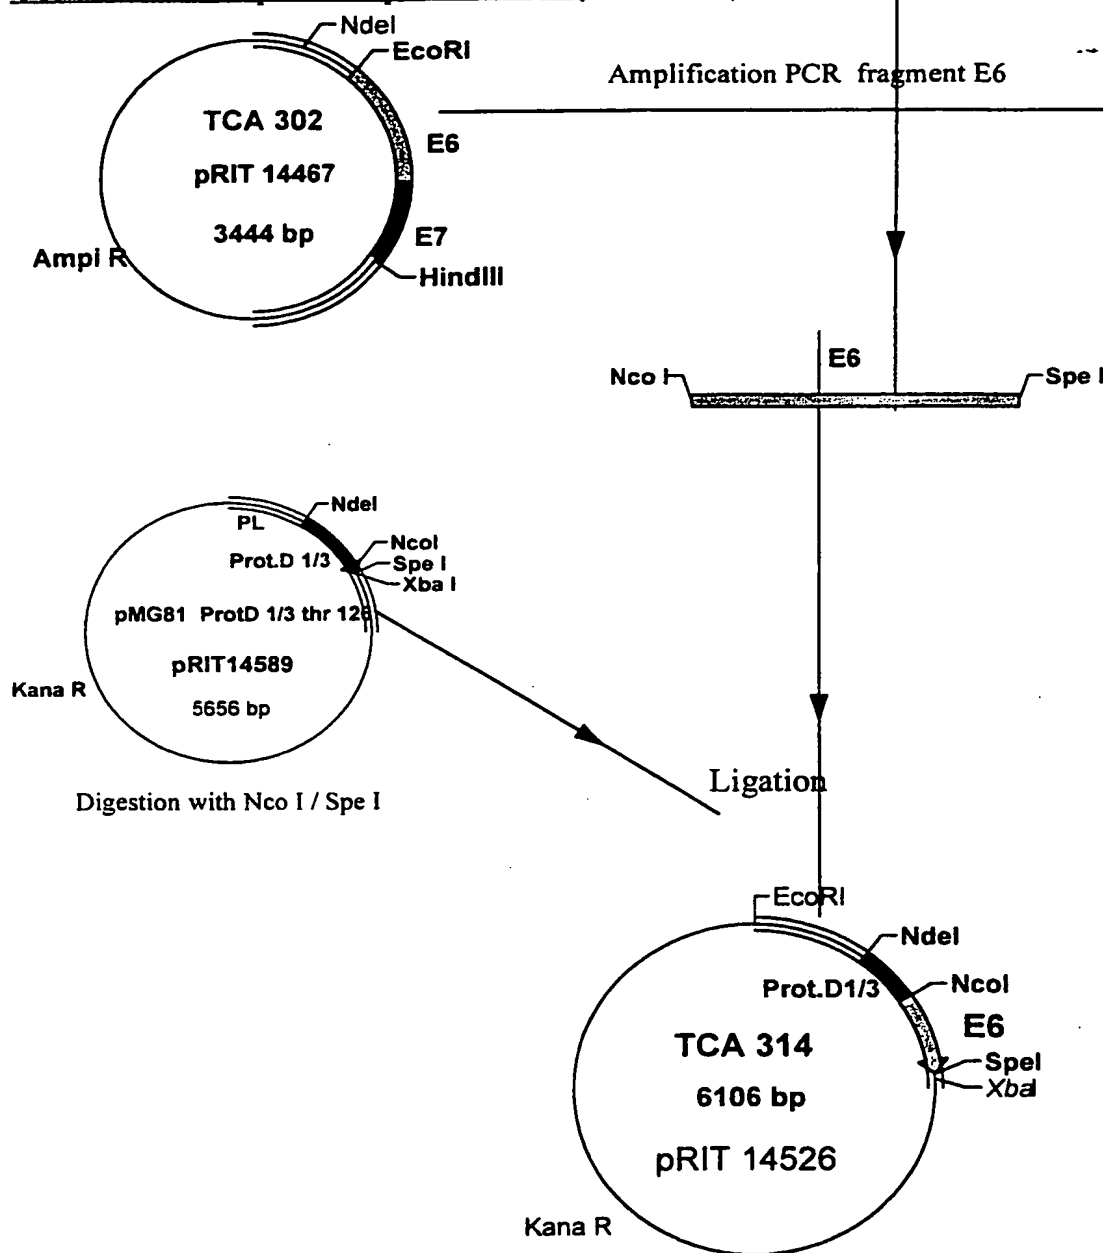 NdeI
EcoRI
Amplification PCR fragment E6
TCA 302
E6
pRIT 14467
3444 bp
E7
Ampi R
HindIII
E6
Nco I
Spe I
NdeI
PL
NcoI
Prot.D 1/3
Spe I
Xba I
pMG81 ProtD 1/3 thr 126
pRIT14589
Kana R
5656 bp
Ligation
Digestion with Nco I / Spe I
EcoRI
NdeI
Prot.D1/3
NcoI
E6
TCA 314
SpeI
XbaI
6106 bp
pRIT 14526
Kana R